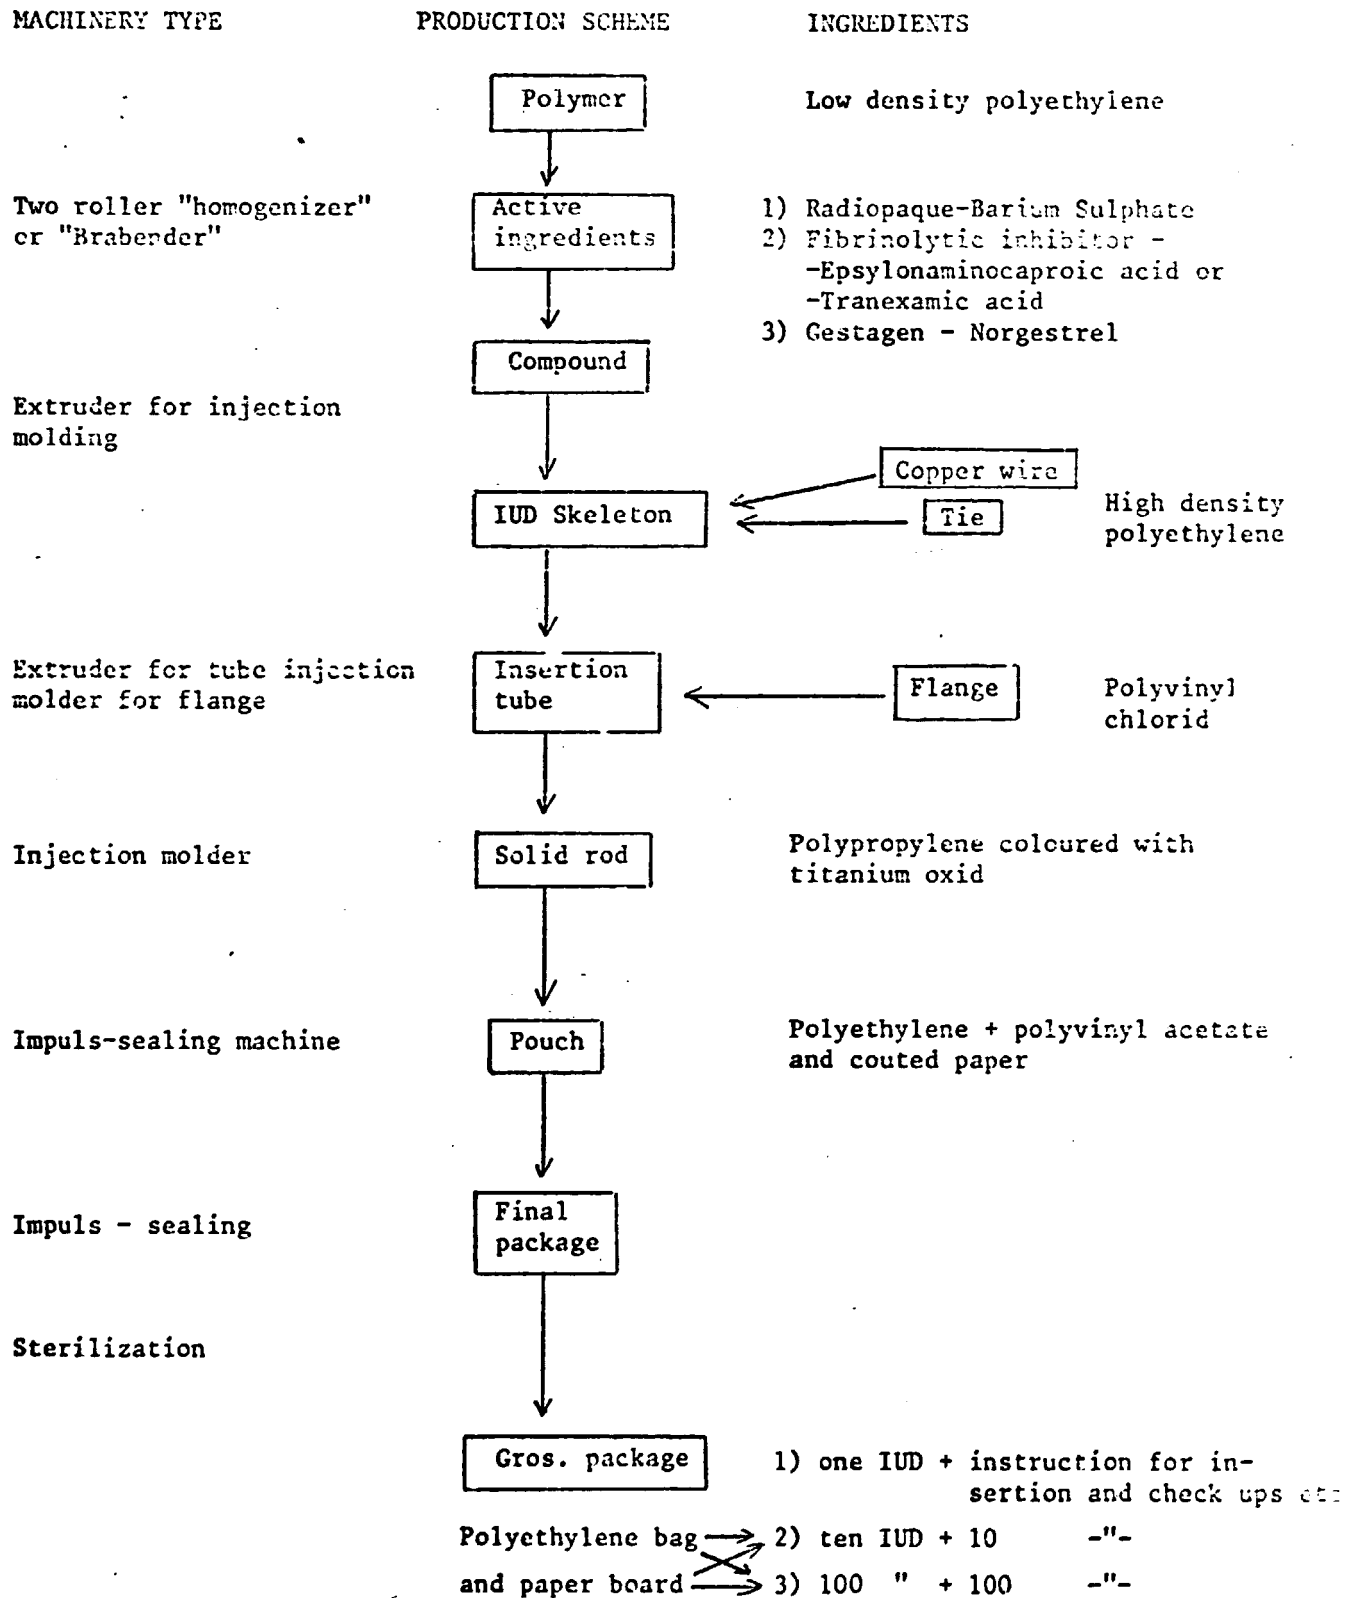 MACHINERY TYPE
PRODUCTION SCHEME
INGREDIENTS
Polymer
Low density polyethylene
Two roller "homogenizer"
or "Brabender"
Active
ingredients
1) Radiopaque-Barium Sulphate
2) Fibrinolytic inhibitor -
-Epsylonaminocaproic acid or
-Tranexamic acid
3) Gestagen - Norgestrel
Compound
Extruder for injection
molding
Copper wire
IUD Skeleton
Tie
High density
polyethylene
Extruder for tube injection
molder for flange
Insertion
tube
Flange
Polyvinyl
chlorid
Injection molder
Solid rod
Polypropylene coloured with
titanium oxid
Impuls-sealing machine
Pouch
Polyethylene + polyvinyl acetate
and couted paper
Impuls - sealing
Final
package
Sterilization
Gros. package
1) one IUD + instruction for in-
sertion and check ups etc
Polyethylene bag
2) ten IUD + 10 -"-
and paper board
3) 100 " + 100 -"-